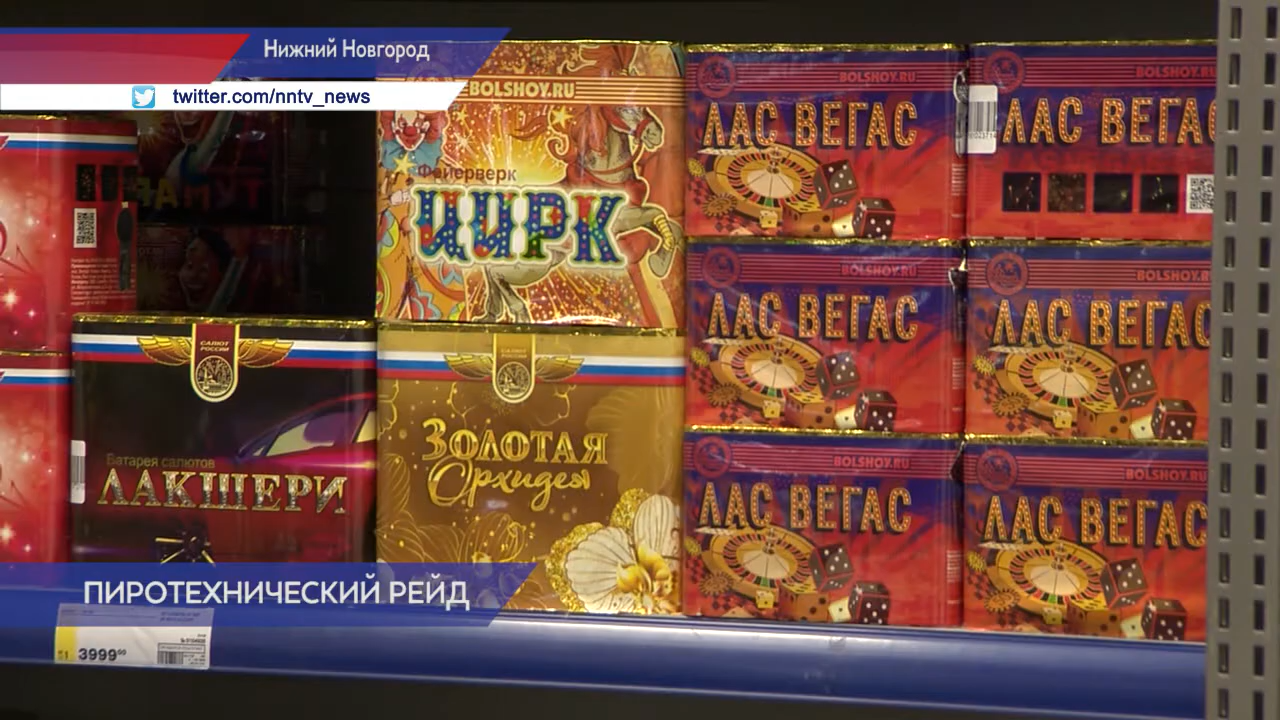 Нижний Новгород
twitter.com/nntv_news
BOLSHOY.RU
Фейерверк
ЦИРК
BOLSHOY.RU
ЛАС ВЕГАС
BOLSHOY.RU
ЛАС ВЕГАС
BOLSHOY.RU
ЛАС ВЕГАС
BOLSHOY.RU
ЛАС ВЕГАС
САЛЮТ
РОССИИ
Батарея салютов
ЛАКШЕРИ
САЛЮТ
РОССИИ
ЗОЛОТАЯ
Орхидея
BOLSHOY.RU
ЛАС ВЕГАС
BOLSHOY.RU
ЛАС ВЕГАС
ПИРОТЕХНИЧЕСКИЙ РЕЙД
3999⁰⁰